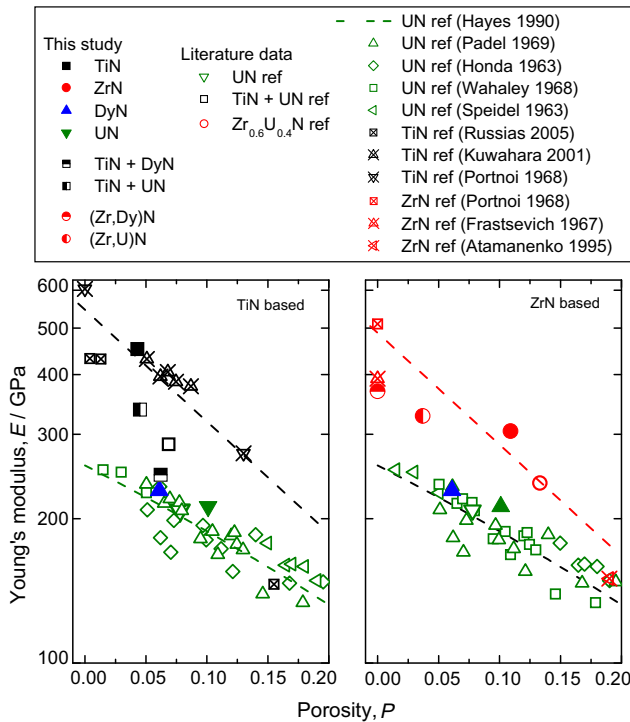 This study
TiN
ZrN
DyN
UN
TiN + DyN
TiN + UN
(Zr,Dy)N
(Zr,U)N
Literature data
UN ref
TiN + UN ref
Zr0.6U0.4N ref
UN ref (Hayes 1990)
UN ref (Padel 1969)
UN ref (Honda 1963)
UN ref (Wahaley 1968)
UN ref (Speidel 1963)
TiN ref (Russias 2005)
TiN ref (Kuwahara 2001)
TiN ref (Portnoi 1968)
ZrN ref (Portnoi 1968)
ZrN ref (Frastsevich 1967)
ZrN ref (Atamanenko 1995)
Young's modulus, E / GPa
600
500
400
300
200
100
TiN based
0.00 0.05 0.10 0.15 0.20
ZrN based
0.00 0.05 0.10 0.15 0.20
Porosity, P